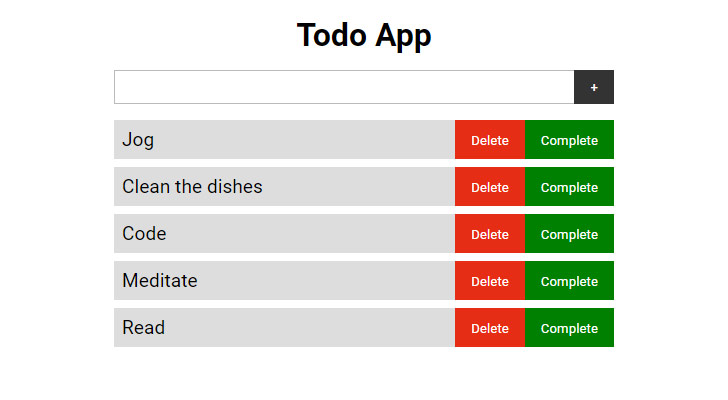 Todo App
+
Jog Delete Complete
Clean the dishes Delete Complete
Code Delete Complete
Meditate Delete Complete
Read Delete Complete